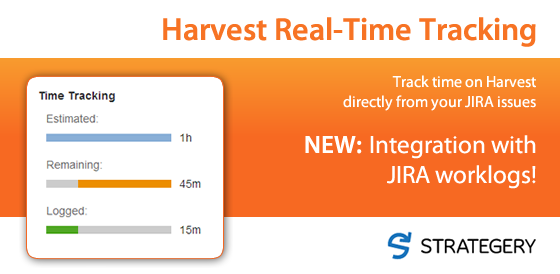 Harvest Real-Time Tracking
Time Tracking
Estimated:
1h
Remaining:
45m
Logged:
15m
Track time on Harvest
directly from your JIRA issues
NEW: Integration with
JIRA worklogs!
STRATEGERY